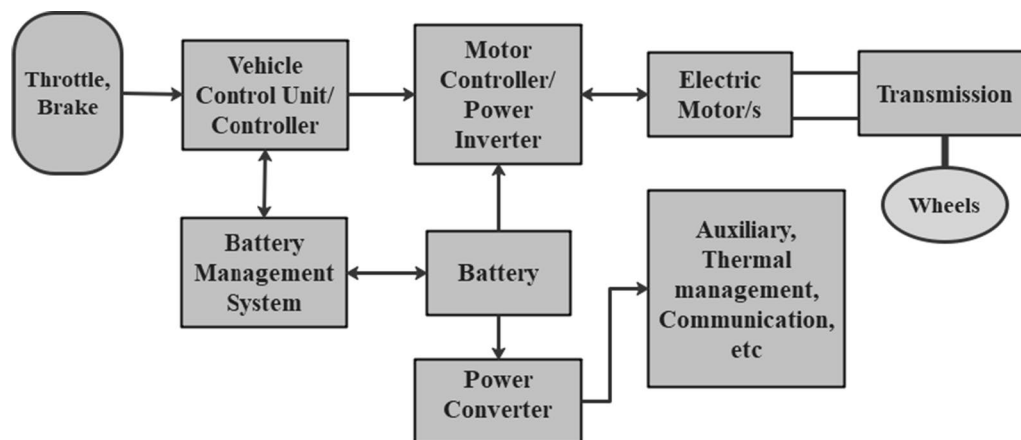 Throttle,
Brake
Vehicle
Control Unit/
Controller
Motor
Controller/
Power
Inverter
Electric
Motor/s
Transmission
Wheels
Battery
Management
System
Battery
Auxiliary,
Thermal
management,
Communication,
etc
Power
Converter